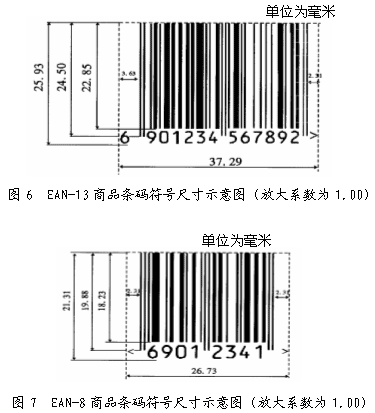 单位为毫米
25.93
24.50
22.85
3.63
2.31
6 901234 567892 >
37.29
图 6 EAN-13 商品条码符号尺寸示意图 (放大系数为 1.00)
单位为毫米
21.31
19.88
18.23
2.31
2.31
< 6901 2341 >
26.73
图 7 EAN-8 商品条码符号尺寸示意图 (放大系数为 1.00)